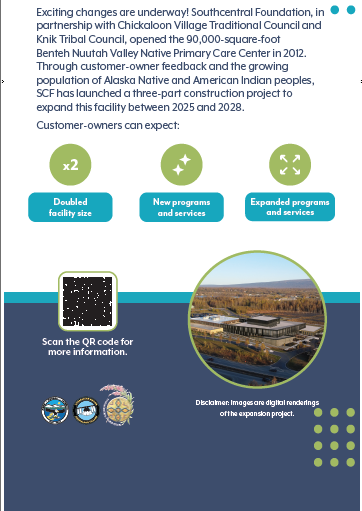 Exciting changes are underway! Southcentral Foundation, in
partnership with Chickaloon Village Traditional Council and
Knik Tribal Council, opened the 90,000-square-foot
Benteh Nuutah Valley Native Primary Care Center in 2012.
Through customer-owner feedback and the growing
population of Alaska Native and American Indian peoples,
SCF has launched a three-part construction project to
expand this facility between 2025 and 2028.
Customer-owners can expect:
x2
Doubled
facility size
New programs
and services
Expanded programs
and services
Scan the QR code for
more information.
Disclaimer: Images are digital renderings
of the expansion project.